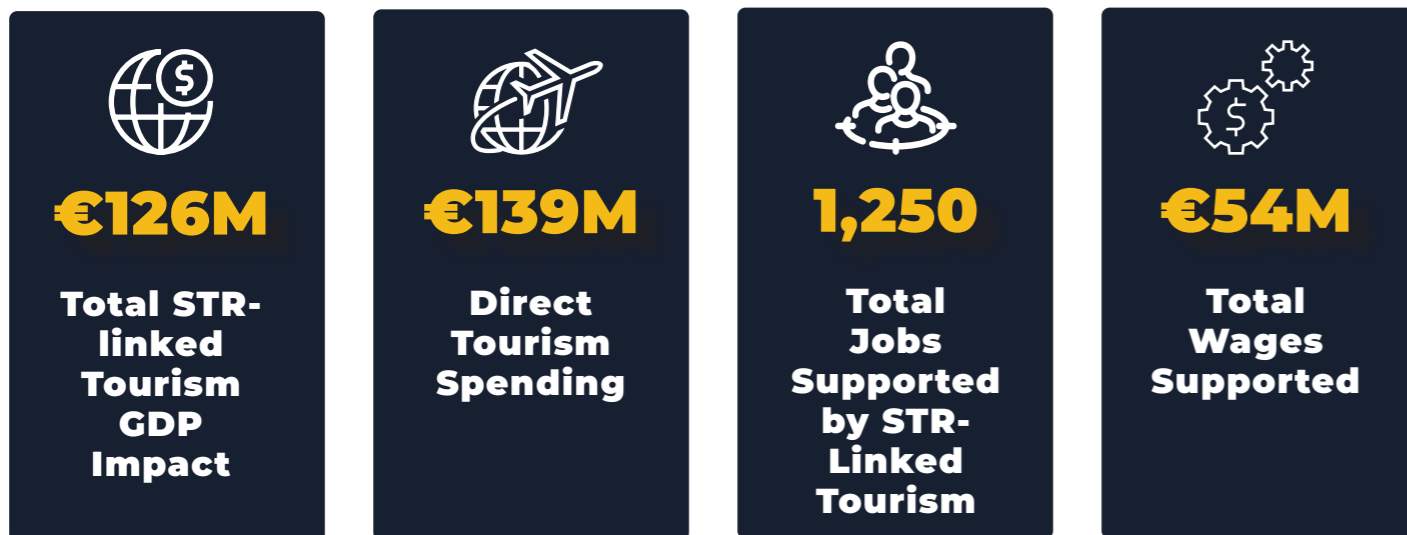 €126M
Total STR-
linked
Tourism
GDP
Impact
€139M
Direct
Tourism
Spending
1,250
Total
Jobs
Supported
by STR-
Linked
Tourism
€54M
Total
Wages
Supported